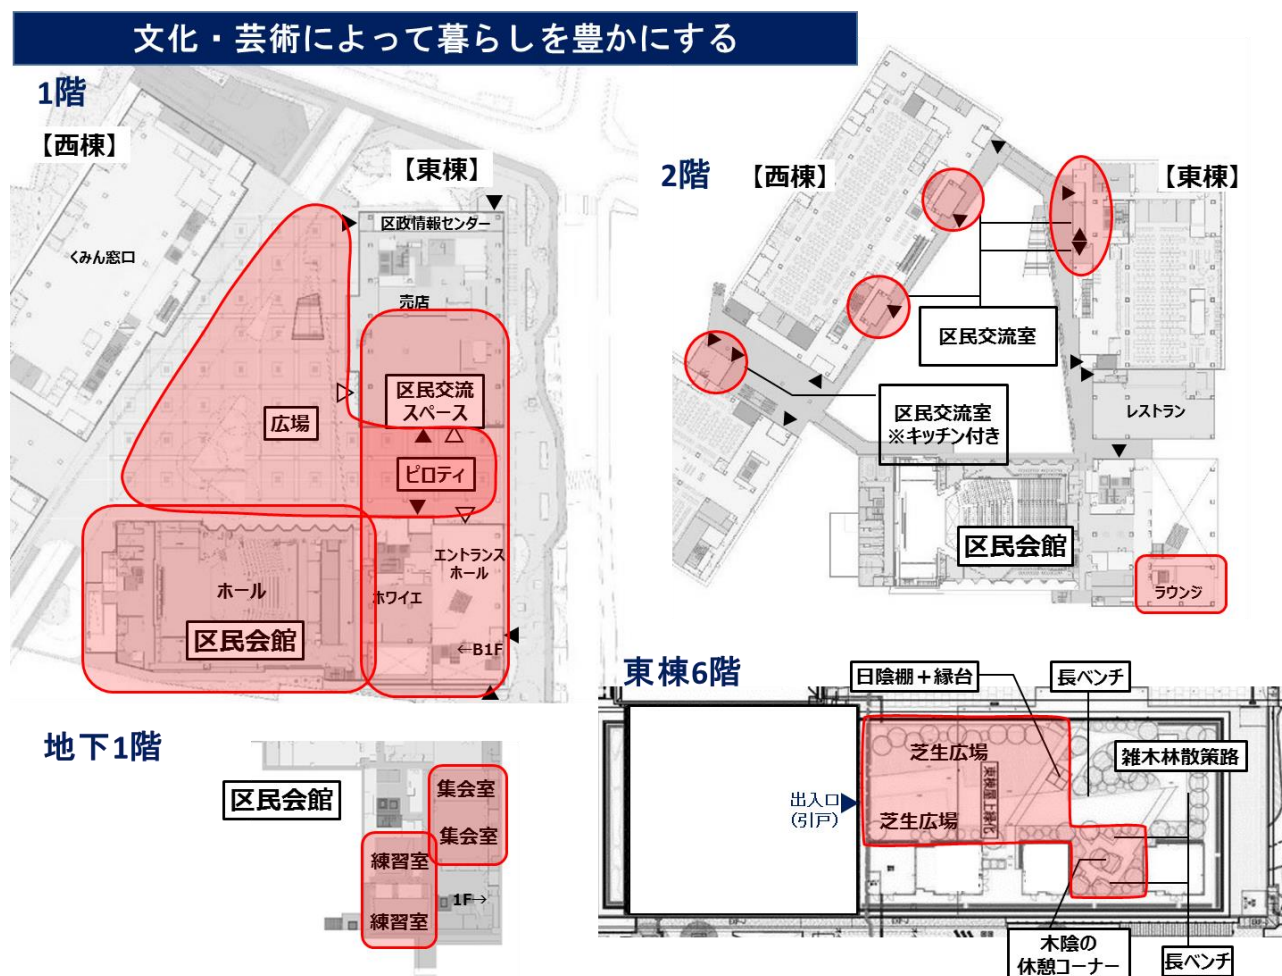 文化・芸術によって暮らしを豊かにする
1階
【西棟】
【東棟】
区政情報センター
くみん窓口
売店
区民交流
スペース
広場
ピロティ
エントランス
ホール
ホワイエ
ホール
区民会館
←B1F
2階
【西棟】
【東棟】
区民交流室
区民交流室
※キッチン付き
レストラン
区民会館
ラウンジ
地下1階
区民会館
集会室
集会室
練習室
練習室
1F→
東棟6階
日陰棚+縁台
長ベンチ
芝生広場
雑木林散策路
東棟屋上緑化
出入口
(引戸)
芝生広場
木陰の
休憩コーナー
長ベンチ